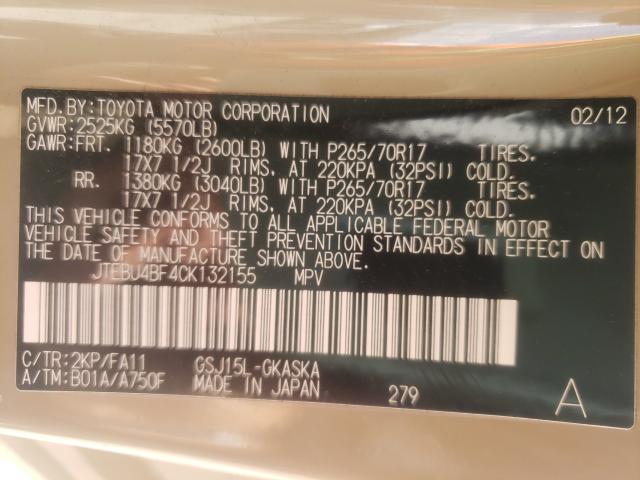 MFD.BY:TOYOTA MOTOR CORPORATION 02/12
GVWR:2525KG (5570LB)
GAWR:FRT. 1180KG (2600LB) WITH P265/70R17 TIRES.
17X7 1/2J RIMS, AT 220KPA (32PSI) COLD.
RR. 1380KG (3040LB) WITH P265/70R17 TIRES.
17X7 1/2J RIMS, AT 220KPA (32PSI) COLD.
THIS VEHICLE CONFORMS TO ALL APPLICABLE FEDERAL MOTOR
VEHICLE SAFETY AND THEFT PREVENTION STANDARDS IN EFFECT ON
THE DATE OF MANUFACTURE SHOWN ABOVE.
JTEBU4BF4CK132155 MPV
C/TR:2KP/FA11 GSJ15L-GKASKA
A/TM:B01A/A750F MADE IN JAPAN 279 A